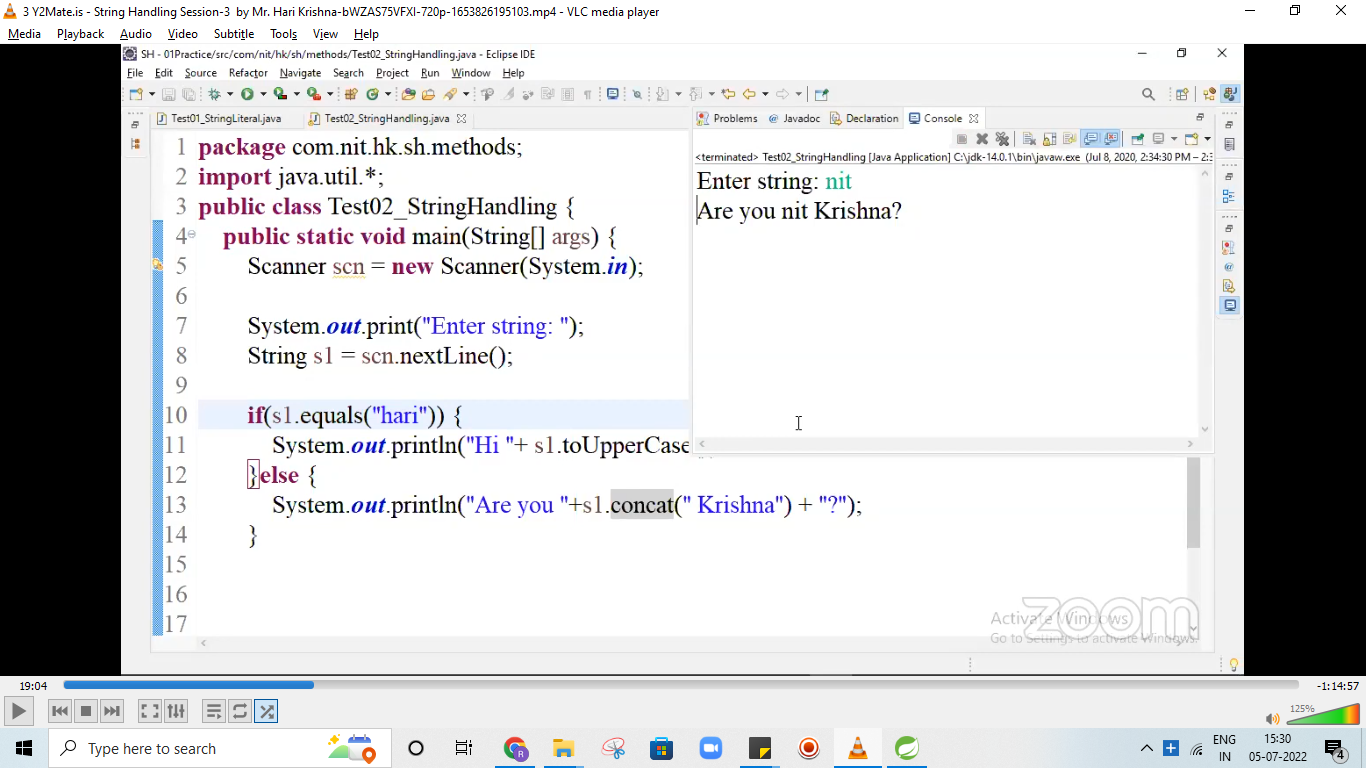 3 Y2Mate.is - String Handling Session-3 by Mr. Hari Krishna-bWZAS75VFXI-720p-1653826195103.mp4 - VLC media player
Media Playback Audio Video Subtitle Tools View Help
SH - 01Practice/src/com/nit/hk/sh/methods/Test02_StringHandling.java - Eclipse IDE
File Edit Source Refactor Navigate Search Project Run Window Help
Test01_StringLiteral.java Test02_StringHandling.java
Problems Javadoc Declaration Console
<terminated> Test02_StringHandling [Java Application] C:\jdk-14.0.1\bin\javaw.exe (Jul 8, 2020, 2:34:30 PM – 2:3
Enter string: nit
Are you nit Krishna?
1 package com.nit.hk.sh.methods;
2 import java.util.*;
3 public class Test02_StringHandling {
4 public static void main(String[] args) {
5 Scanner scn = new Scanner(System.in);
6
7 System.out.print("Enter string: ");
8 String s1 = scn.nextLine();
9
10 if(s1.equals("hari")) {
11 System.out.println("Hi "+ s1.toUpperCase
12 }else {
13 System.out.println("Are you "+s1.concat(" Krishna") + "?");
14 }
15
16
17
zoom
Activate Windows
Go to Settings to activate Windows.
19:04
-1:14:57
125%
Type here to search
ENG
IN
15:30
05-07-2022
4